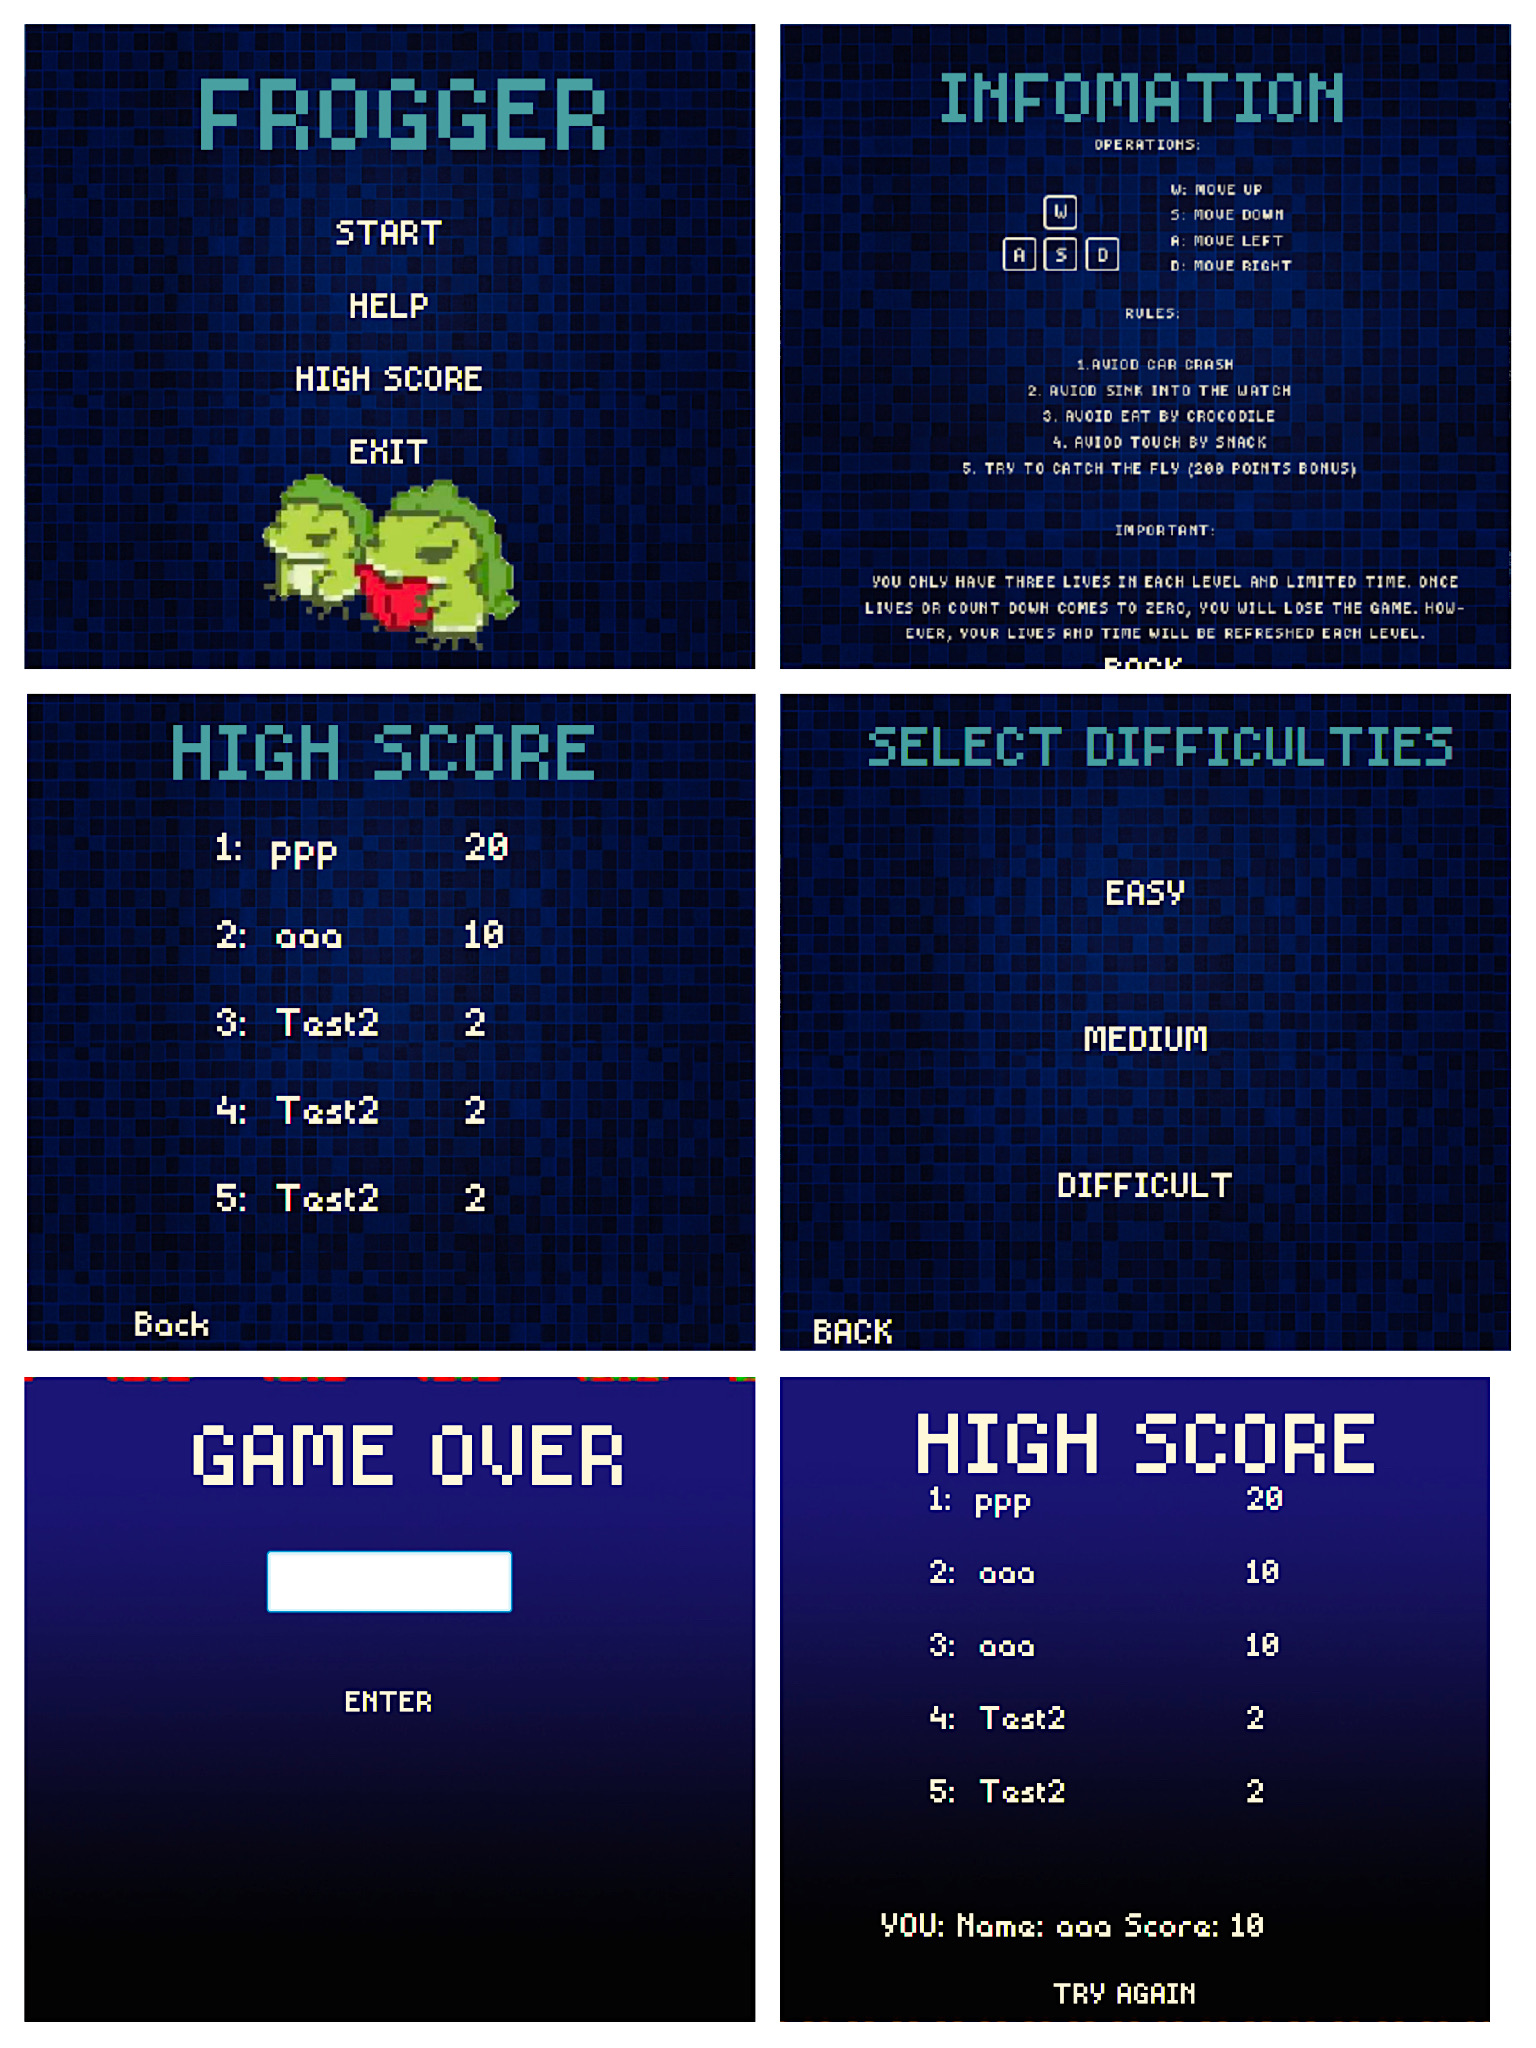 FROGGER
START
HELP
HIGH SCORE
EXIT
INFOMATION
OPERATIONS:
W
A S D
W: MOVE UP
S: MOVE DOWN
A: MOVE LEFT
D: MOVE RIGHT
RULES:
1.AVIOD CAR CRASH
2. AVIOD SINK INTO THE WATCH
3. AVOID EAT BY CROCODILE
4. AVIOD TOUCH BY SNACK
5. TRY TO CATCH THE FLY (200 POINTS BONUS)
IMPORTANT:
YOU ONLY HAVE THREE LIVES IN EACH LEVEL AND LIMITED TIME. ONCE
LIVES OR COUNT DOWN COMES TO ZERO, YOU WILL LOSE THE GAME. HOW-
EVER, YOUR LIVES AND TIME WILL BE REFRESHED EACH LEVEL.
BACK
HIGH SCORE
1: ppp 20
2: aaa 10
3: Test2 2
4: Test2 2
5: Test2 2
Back
SELECT DIFFICULTIES
EASY
MEDIUM
DIFFICULT
BACK
GAME OVER
ENTER
HIGH SCORE
1: ppp 20
2: aaa 10
3: aaa 10
4: Test2 2
5: Test2 2
YOU: Name: aaa Score: 10
TRY AGAIN